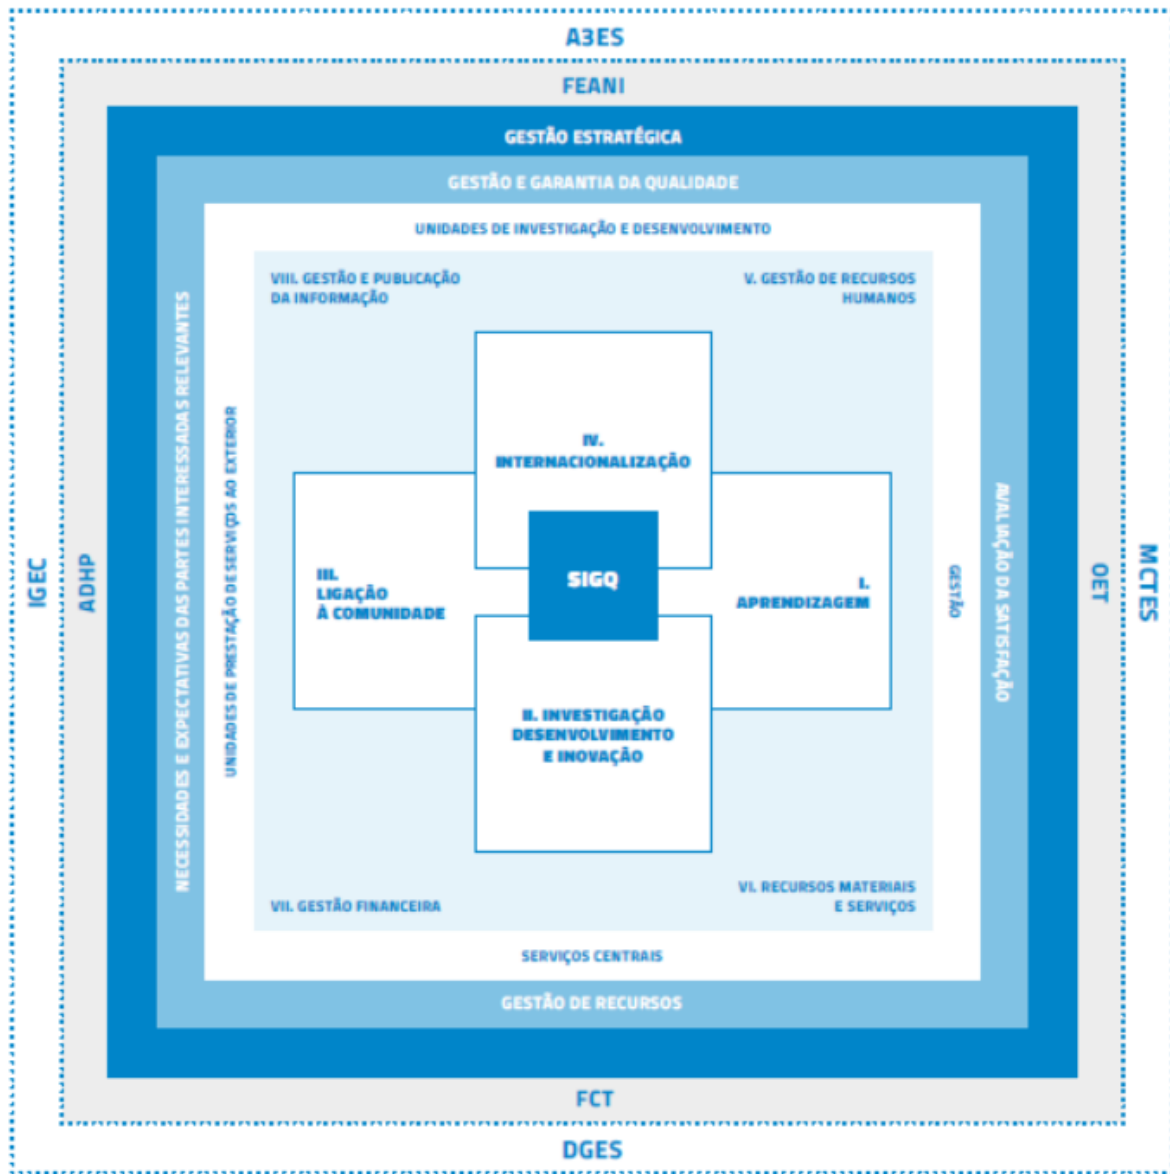 A3ES
FEANI
GESTÃO ESTRATÉGICA
GESTÃO E GARANTIA DA QUALIDADE
UNIDADES DE INVESTIGAÇÃO E DESENVOLVIMENTO
VIII. GESTÃO E PUBLICAÇÃO
DA INFORMAÇÃO
V. GESTÃO DE RECURSOS
HUMANOS
IGEC
ADHP
NECESSIDADES E EXPECTATIVAS DAS PARTES INTERESSADAS RELEVANTES
UNIDADES DE PRESTAÇÃO DE SERVIÇOS AO EXTERIOR
IV.
INTERNACIONALIZAÇÃO
III.
LIGAÇÃO
À COMUNIDADE
SIGQ
I.
APRENDIZAGEM
II. INVESTIGAÇÃO
DESENVOLVIMENTO
E INOVAÇÃO
GESTÃO
AVALIAÇÃO DA SATISFAÇÃO
OET
MCTES
VII. GESTÃO FINANCEIRA
VI. RECURSOS MATERIAIS
E SERVIÇOS
SERVIÇOS CENTRAIS
GESTÃO DE RECURSOS
FCT
DGES